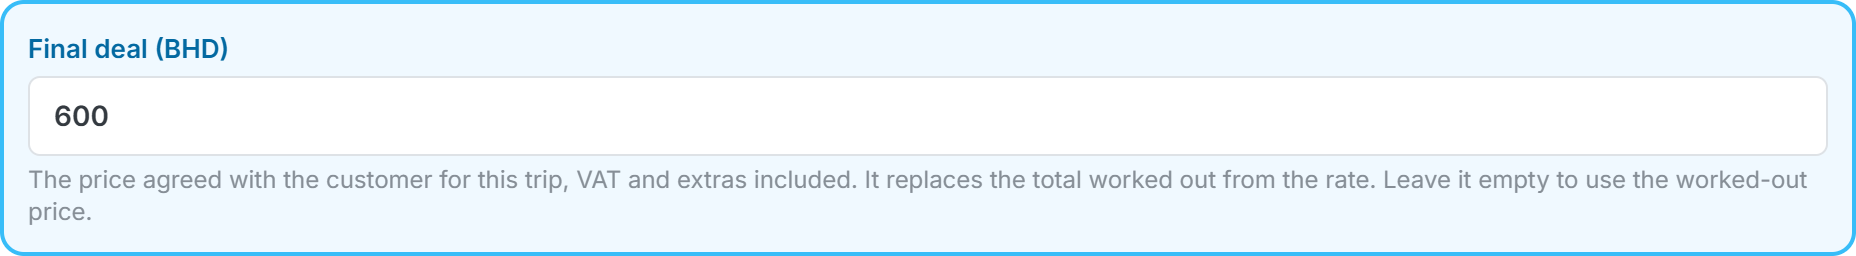 Final deal (BHD)
600
The price agreed with the customer for this trip, VAT and extras included. It replaces the total worked out from the rate. Leave it empty to use the worked-out
price.